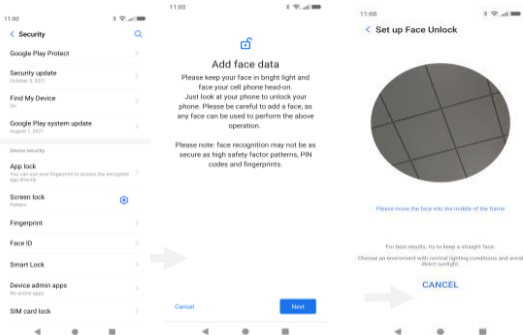 11:00
Security
Google Play Protect
Security update
October 5, 2021
Find My Device
On
Google Play system update
August 1, 2021
Device security
App lock
You can use your fingerprint to access the encrypted
app directly
Screen lock
Pattern
Fingerprint
Face ID
Smart Lock
Device admin apps
No active apps
SIM card lock
11:00
Add face data
Please keep your face in bright light and
face your cell phone head-on.
Just look at your phone to unlock your
phone. Please be careful to add a face, as
any face can be used to perform the above
operation.
Please note: face recognition may not be as
secure as high safety factor patterns, PIN
codes and fingerprints.
Cancel
Next
11:00
Set up Face Unlock
Please move the face into the middle of the frame
For best results, try to keep a straight face.
Choose an enviroment with normal lighting conditions and avoid
direct sunlight.
CANCEL